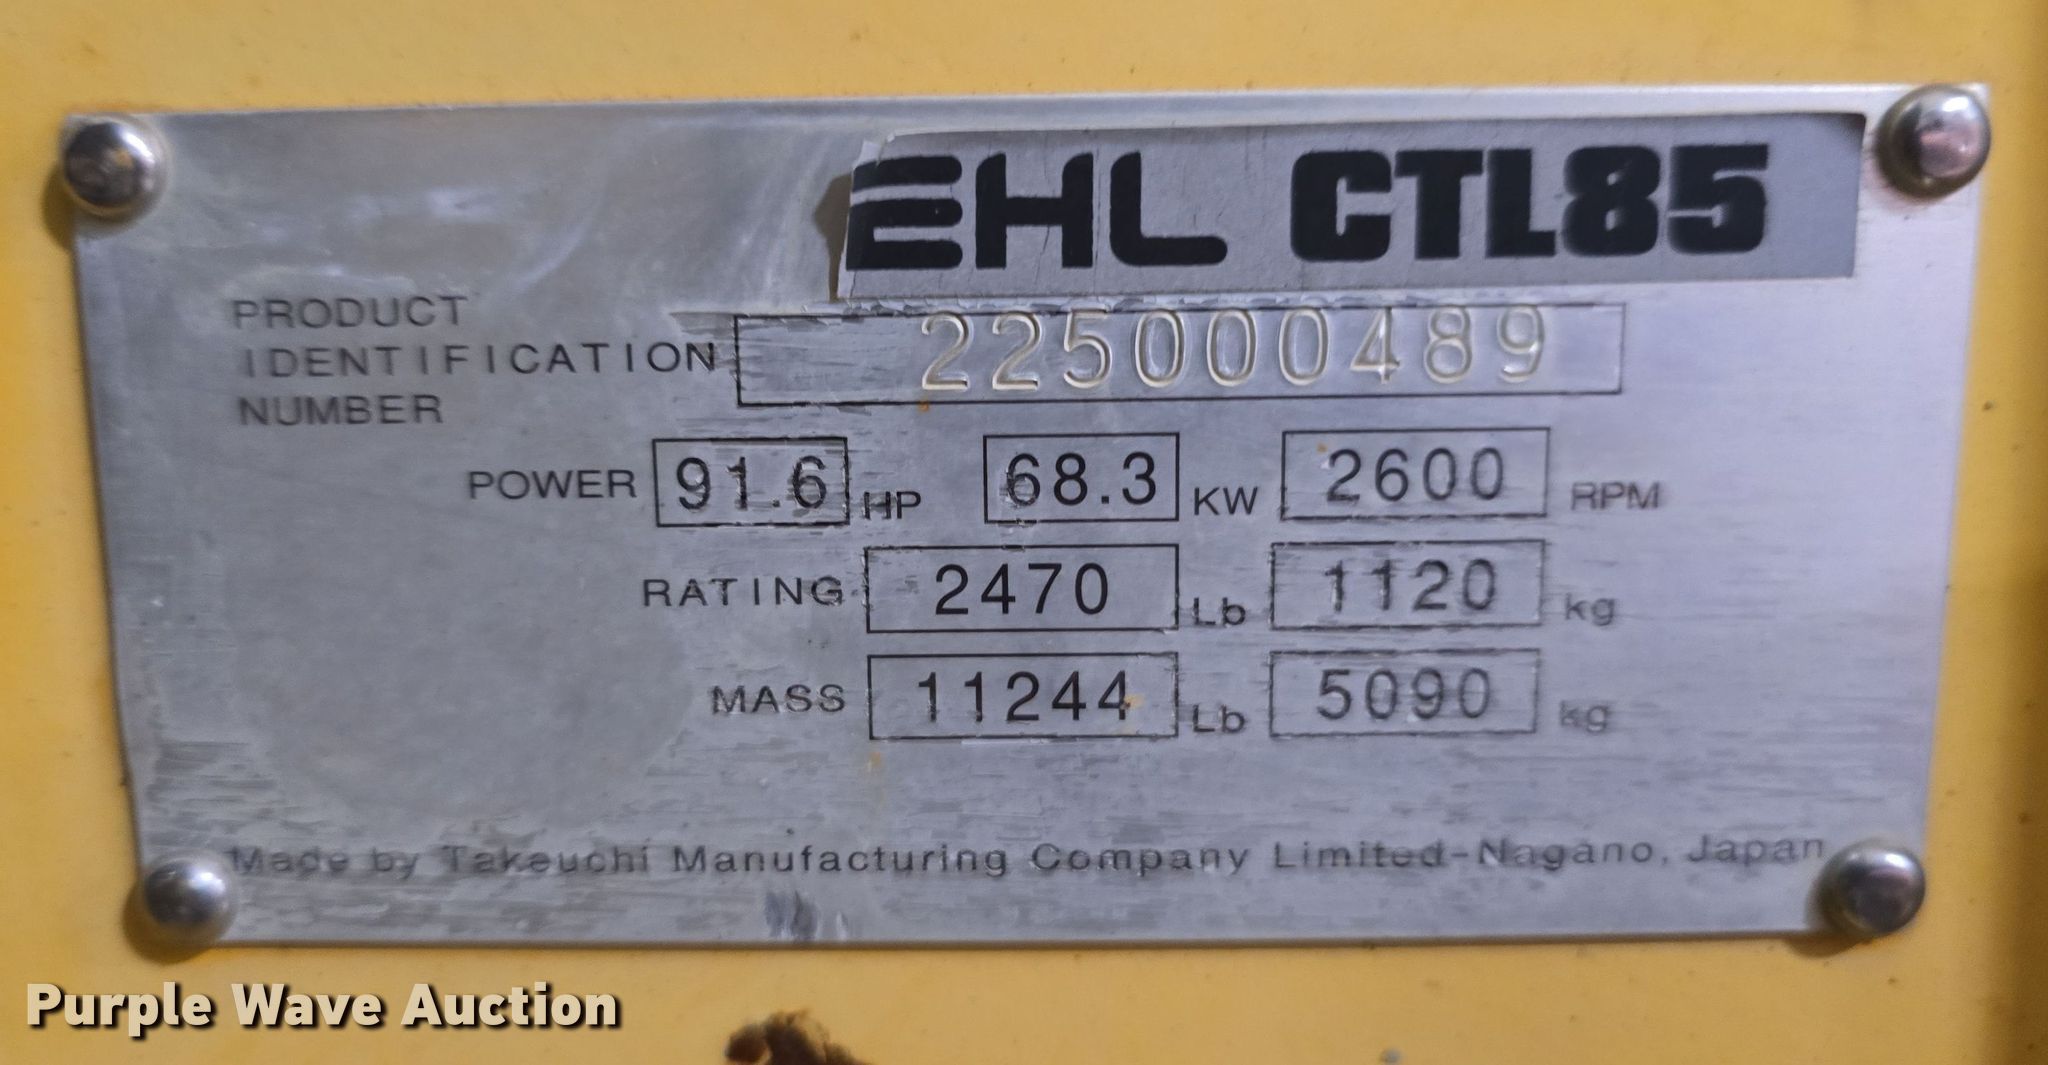 GEHL CTL85
PRODUCT
IDENTIFICATION 225000489
NUMBER
POWER 91.6 HP 68.3 KW 2600 RPM
RATING 2470 Lb 1120 kg
MASS 11244 Lb 5090 kg
Made by Takeuchi Manufacturing Company Limited-Nagano, Japan
Purple Wave Auction